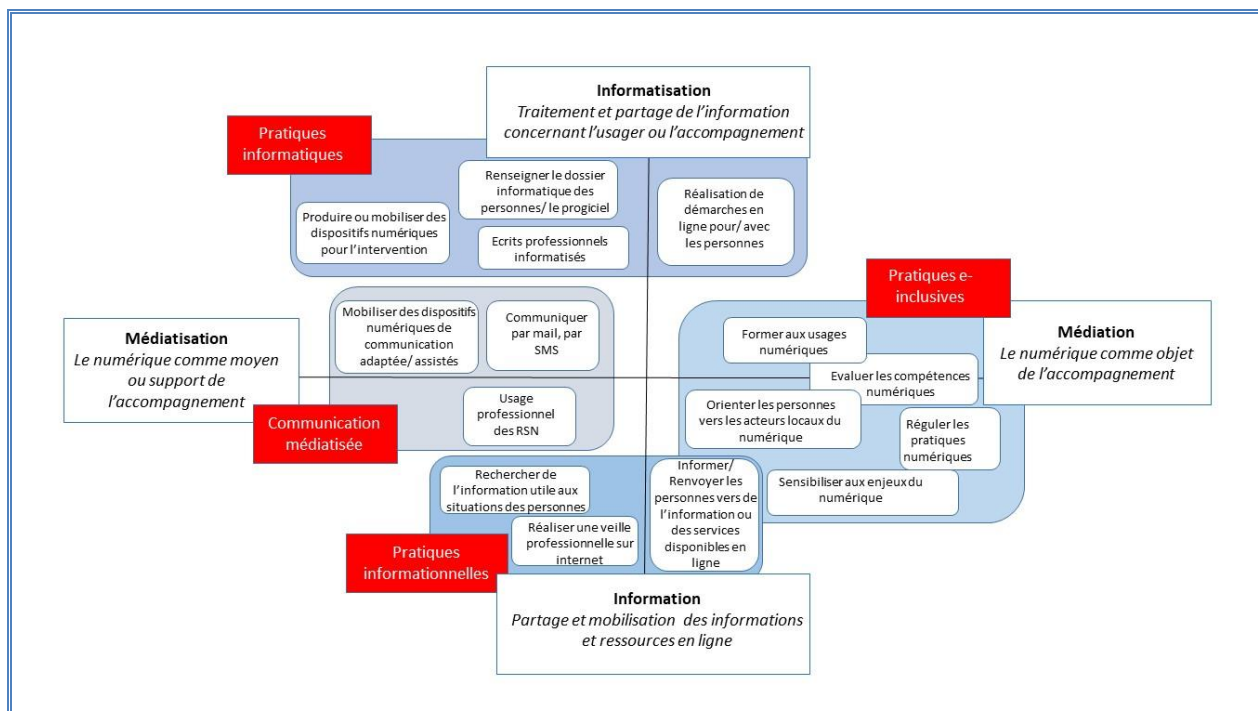 Informatisation
Traitement et partage de l'information
concernant l'usager ou l'accompagnement
Pratiques
informatiques
Renseigner le dossier
informatique des
personnes/ le progiciel
Produire ou mobiliser des
dispositifs numériques
pour l'intervention
Ecrits professionnels
informatisés
Réalisation de
démarches en
ligne pour/ avec
les personnes
Pratiques e-
inclusives
Médiatisation
Le numérique comme moyen
ou support de
l'accompagnement
Mobiliser des dispositifs
numériques de
communication
adaptée/ assistés
Communiquer
par mail, par
SMS
Usage
professionnel
des RSN
Communication
médiatisée
Former aux usages
numériques
Evaluer les compétences
numériques
Orienter les personnes
vers les acteurs locaux du
numérique
Réguler les
pratiques
numériques
Sensibiliser aux enjeux du
numérique
Médiation
Le numérique comme objet
de l'accompagnement
Rechercher de
l'information utile aux
situations des personnes
Réaliser une veille
professionnelle sur
internet
Informer/
Renvoyer les
personnes vers de
l'information ou
des services
disponibles en
ligne
Pratiques
informationnelles
Information
Partage et mobilisation des informations
et ressources en ligne